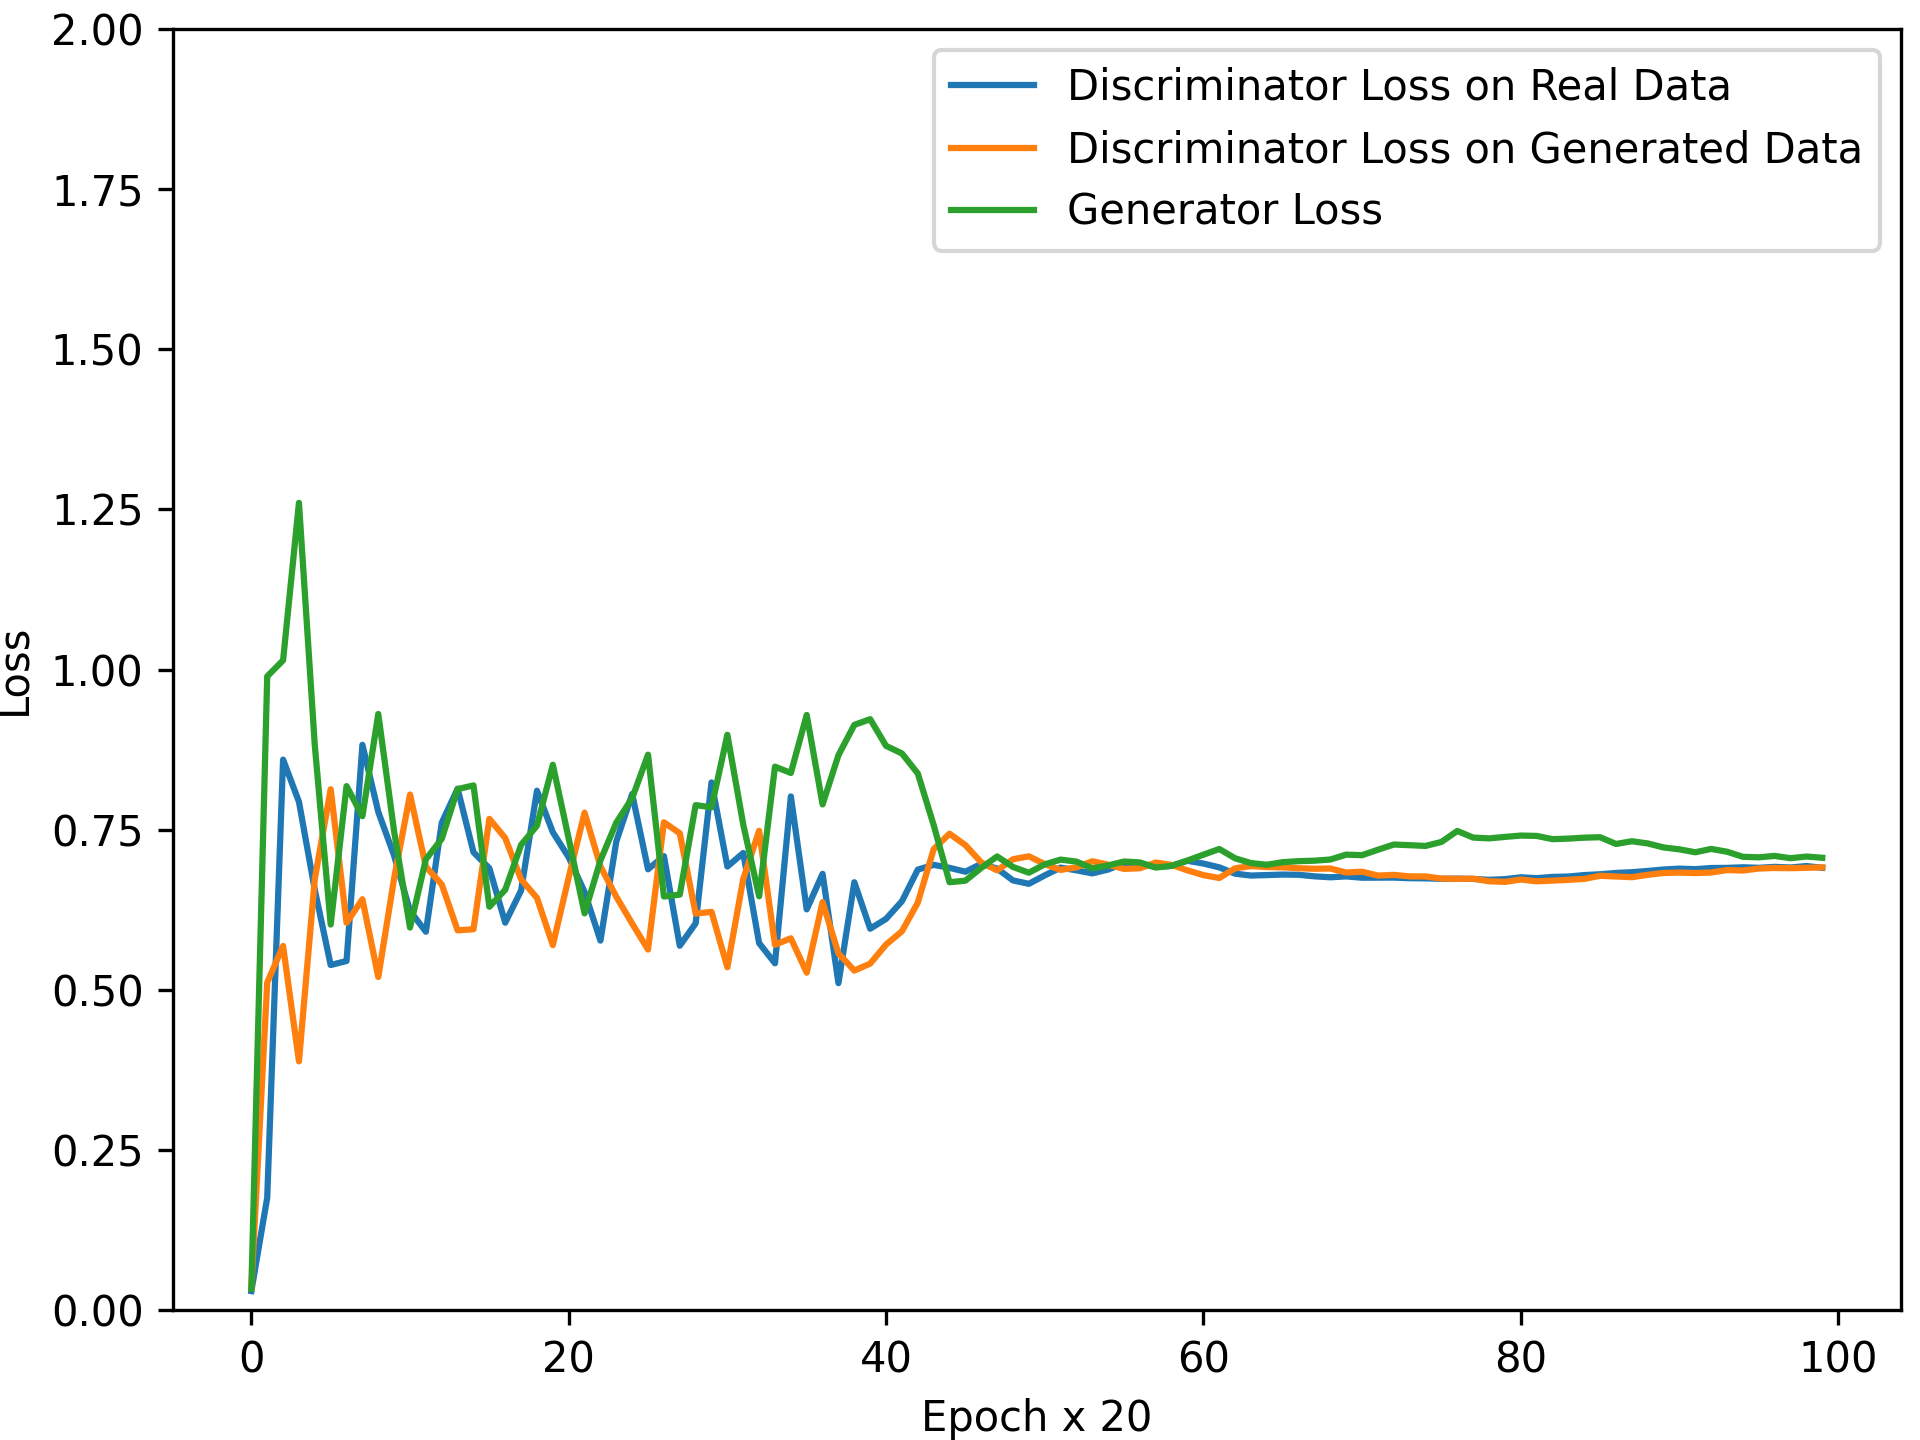 2.00
1.75
1.50
1.25
1.00
0.75
0.50
0.25
0.00
Loss
0 20 40 60 80 100
Epoch x 20
Discriminator Loss on Real Data
Discriminator Loss on Generated Data
Generator Loss